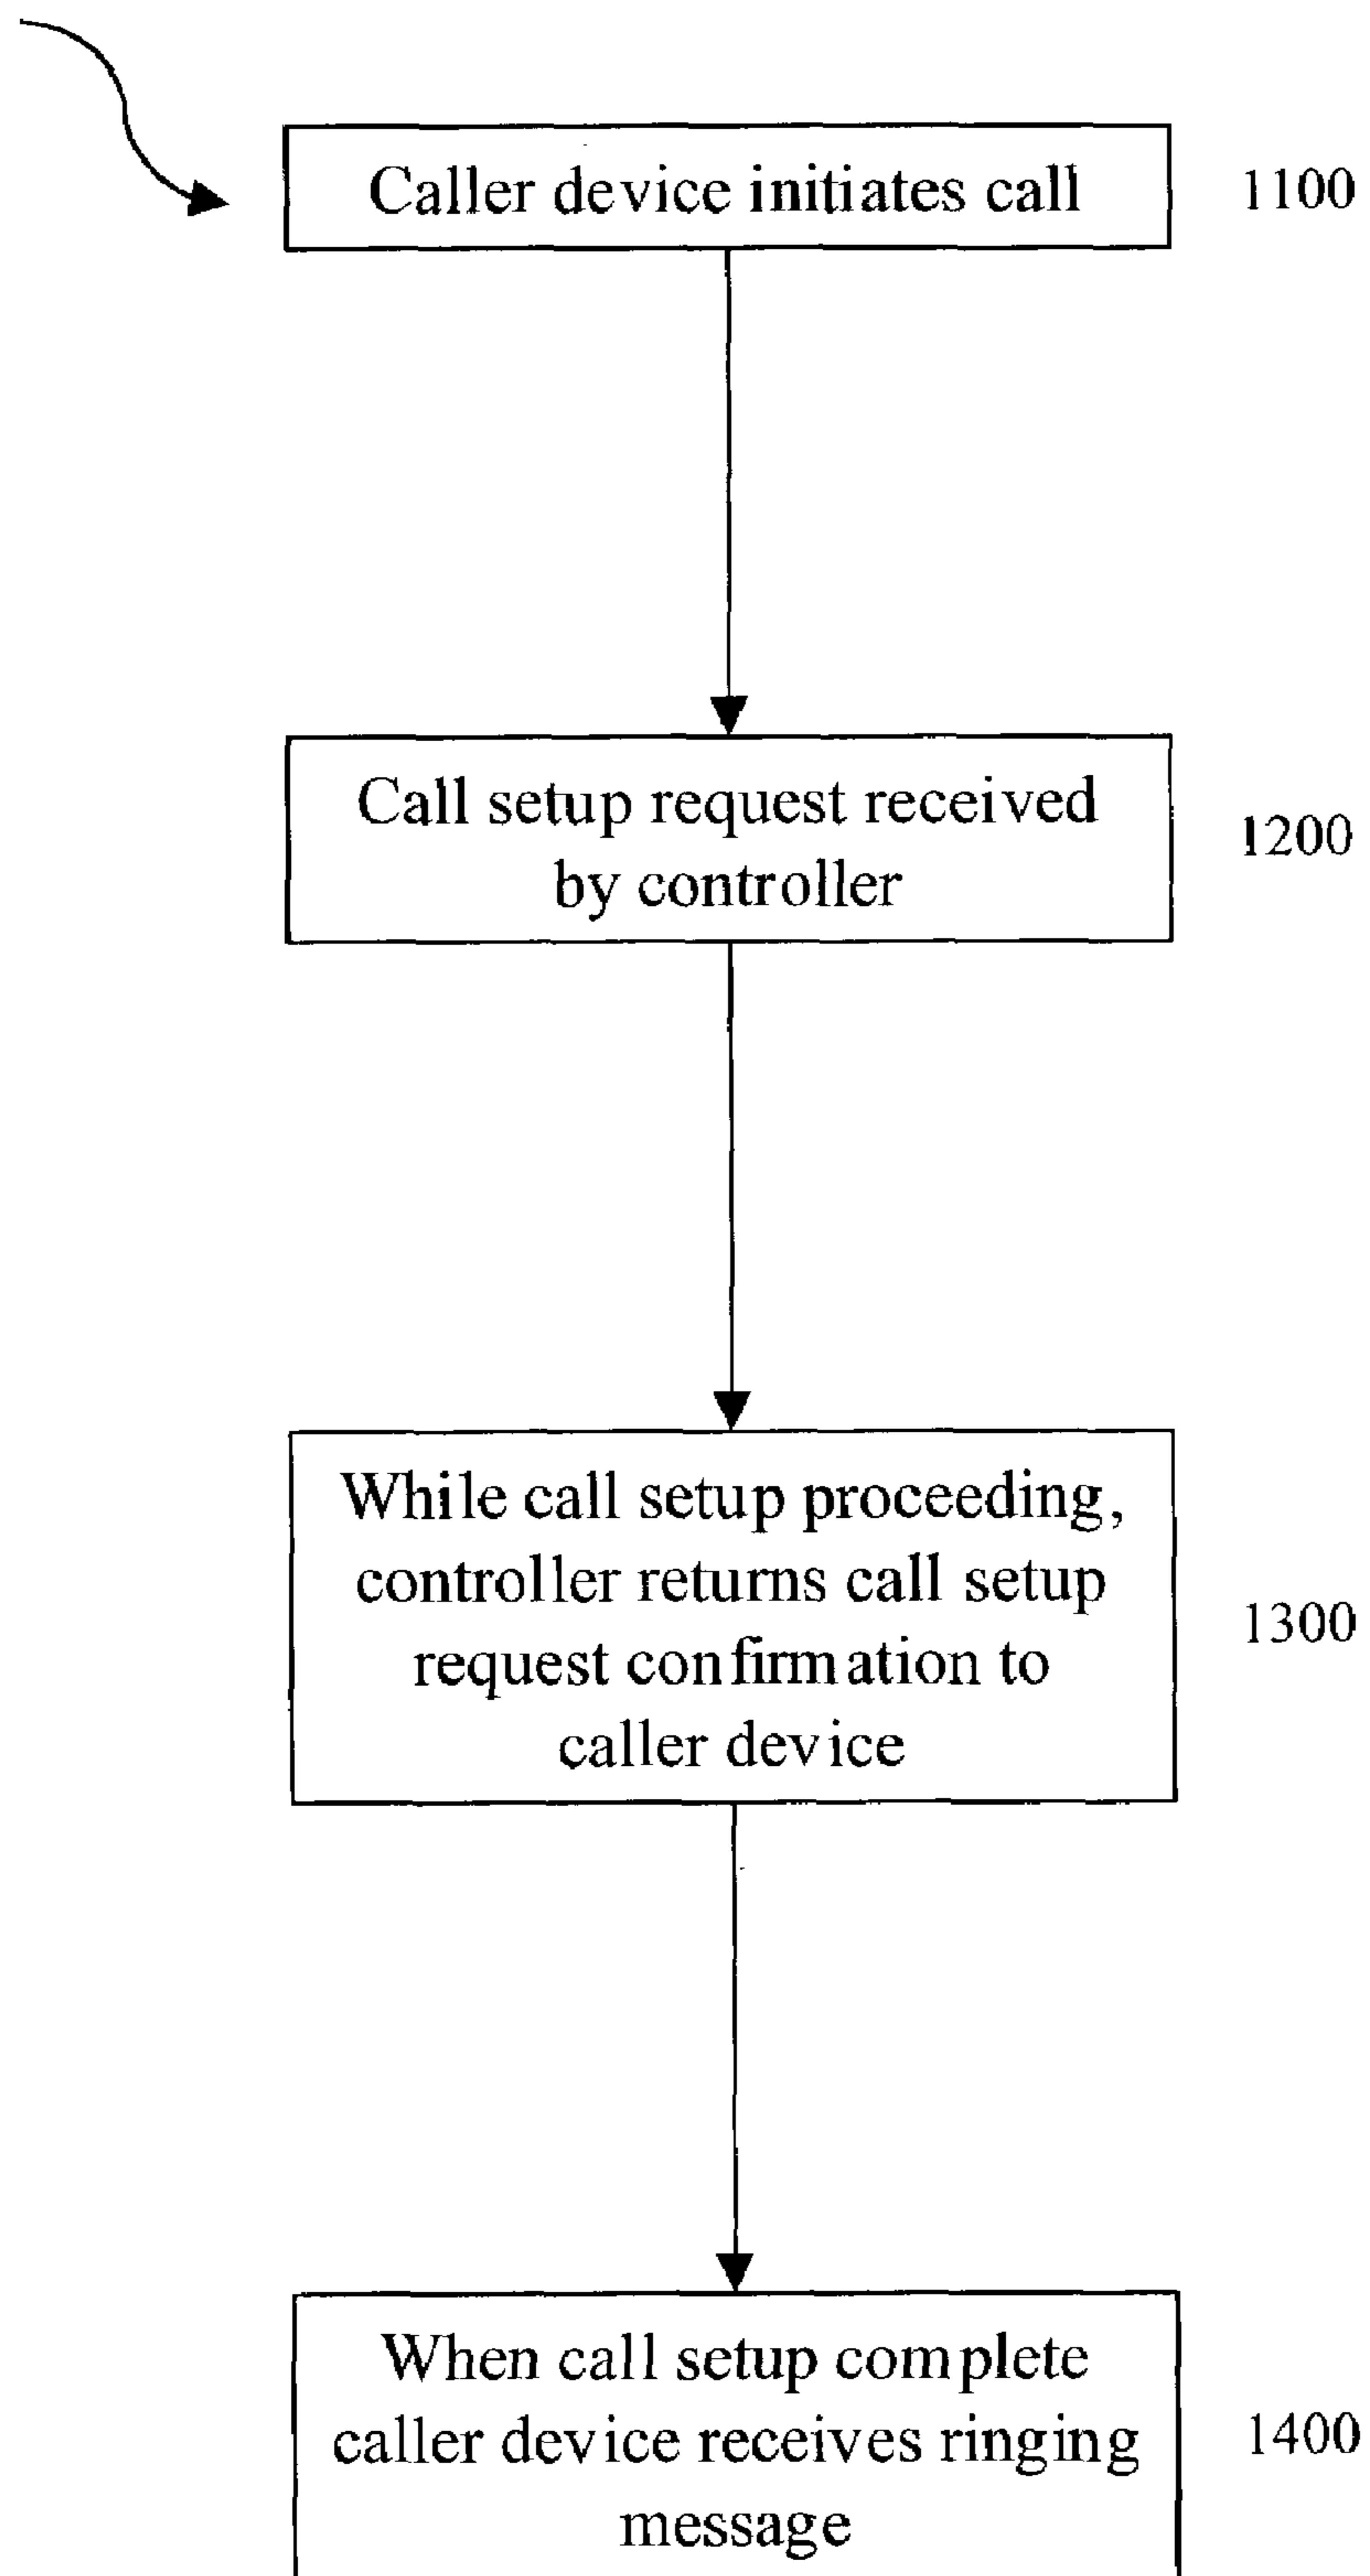 Caller device initiates call
1100
Call setup request received
by controller
1200
While call setup proceeding,
controller returns call setup
request confirmation to
caller device
1300
When call setup complete
caller device receives ringing
message
1400